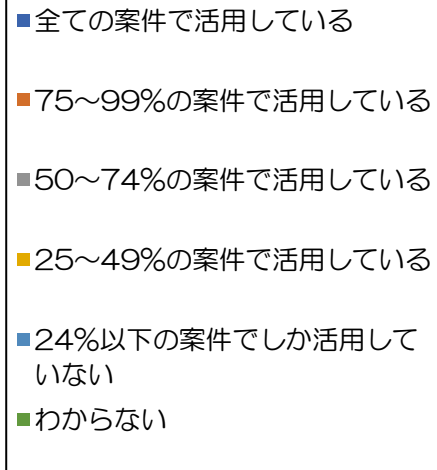 全ての案件で活用している
75～99%の案件で活用している
50～74%の案件で活用している
25～49%の案件で活用している
24%以下の案件でしか活用して
いない
わからない